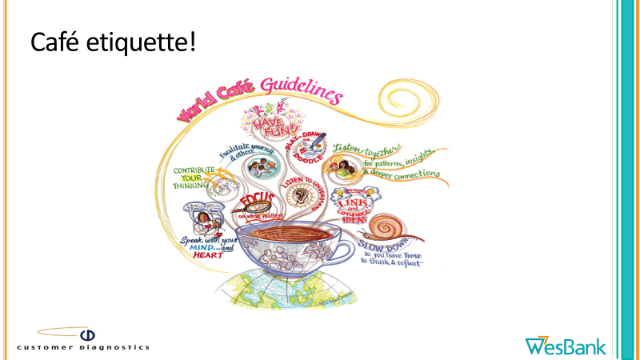 Café etiquette!
World Café Guidelines
HAVE
FUN!!
PLAY·DRAW
DOODLE
Facilitate yourself
& others
Listen together
for patterns, insights
& deeper connections
CONTRIBUTE
YOUR
THINKING
FOCUS
on what matters
LISTEN TO UNDERSTAND
LINK
and
CONNECT
IDEAS
Speak with your
MIND...and
HEART
SLOW DOWN
so you have TIME
to think & reflect
CUSTOMER DIAGNOSTICS
WesBank